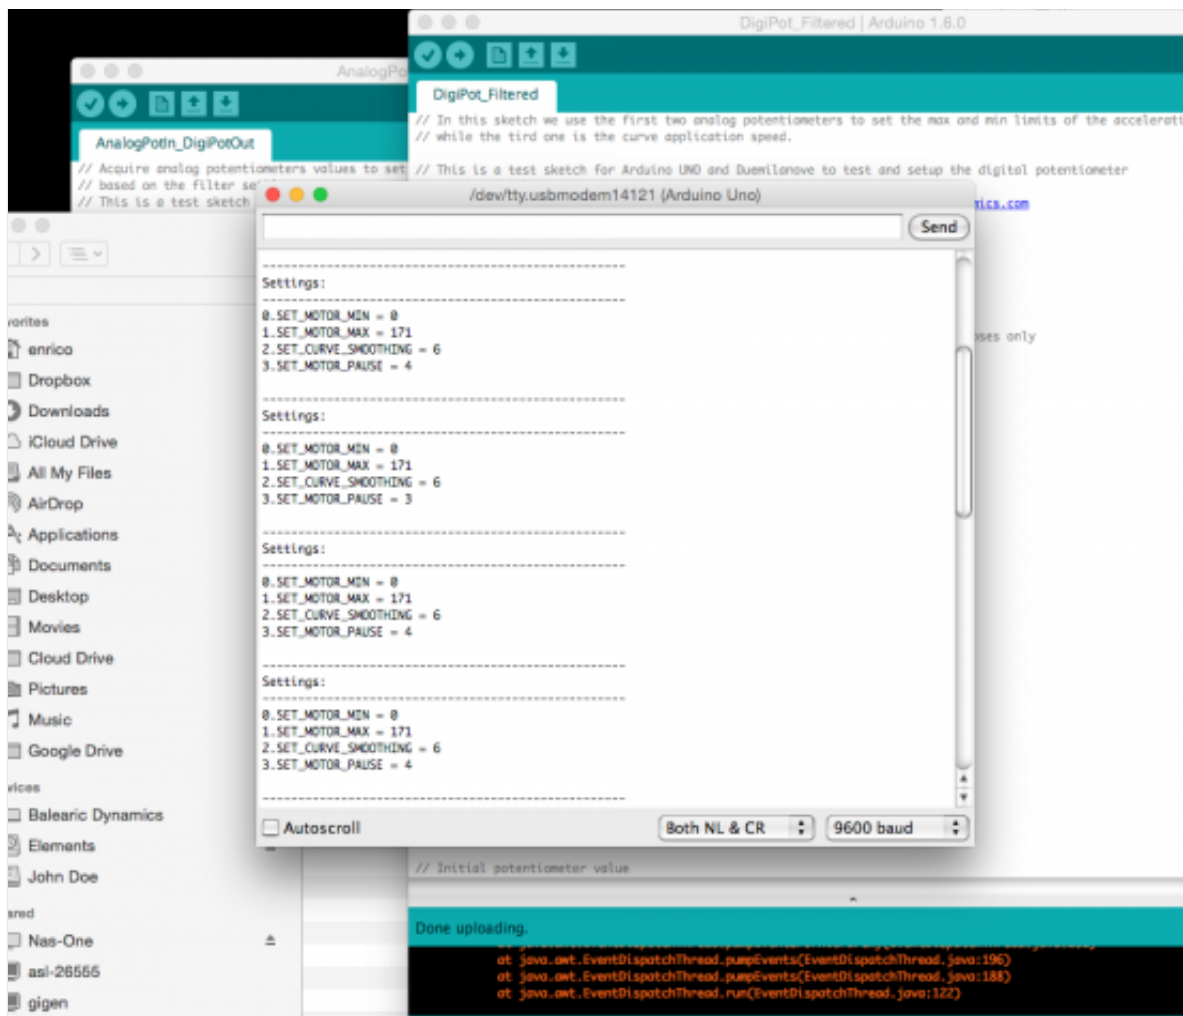 DigiPot_Filtered | Arduino 1.6.0
AnalogPo
DigiPot_Filtered
AnalogPotIn_DigiPotOut
// In this sketch we use the first two analog potentiometers to set the max and min limits of the accelerati
// while the tird one is the curve application speed.
// This is a test sketch for Arduino UNO and Duemilanove to test and setup the digital potentiometer
// Acquire analog potentiometers values to set
// based on the filter se
// This is a test sketch
/dev/tty.usbmodem14121 (Arduino Uno)
nics.com
Send
------------------------------------------------
Settings:
------------------------------------------------
0.SET_MOTOR_MIN = 0
1.SET_MOTOR_MAX = 171
2.SET_CURVE_SMOOTHING = 6
3.SET_MOTOR_PAUSE = 4
------------------------------------------------
Settings:
------------------------------------------------
0.SET_MOTOR_MIN = 0
1.SET_MOTOR_MAX = 171
2.SET_CURVE_SMOOTHING = 6
3.SET_MOTOR_PAUSE = 3
------------------------------------------------
Settings:
------------------------------------------------
0.SET_MOTOR_MIN = 0
1.SET_MOTOR_MAX = 171
2.SET_CURVE_SMOOTHING = 6
3.SET_MOTOR_PAUSE = 4
------------------------------------------------
Settings:
------------------------------------------------
0.SET_MOTOR_MIN = 0
1.SET_MOTOR_MAX = 171
2.SET_CURVE_SMOOTHING = 6
3.SET_MOTOR_PAUSE = 4
------------------------------------------------
Autoscroll
Both NL & CR
9600 baud
oses only
vorites
enrico
Dropbox
Downloads
iCloud Drive
All My Files
AirDrop
Applications
Documents
Desktop
Movies
Cloud Drive
Pictures
Music
Google Drive
vices
Balearic Dynamics
Elements
John Doe
ared
Nas-One
asl-26555
gigen
// Initial potentiometer value
Done uploading.
at java.awt.EventDispatchThread.pumpEvents(EventDispatchThread.java:196)
at java.awt.EventDispatchThread.pumpEvents(EventDispatchThread.java:188)
at java.awt.EventDispatchThread.run(EventDispatchThread.java:122)